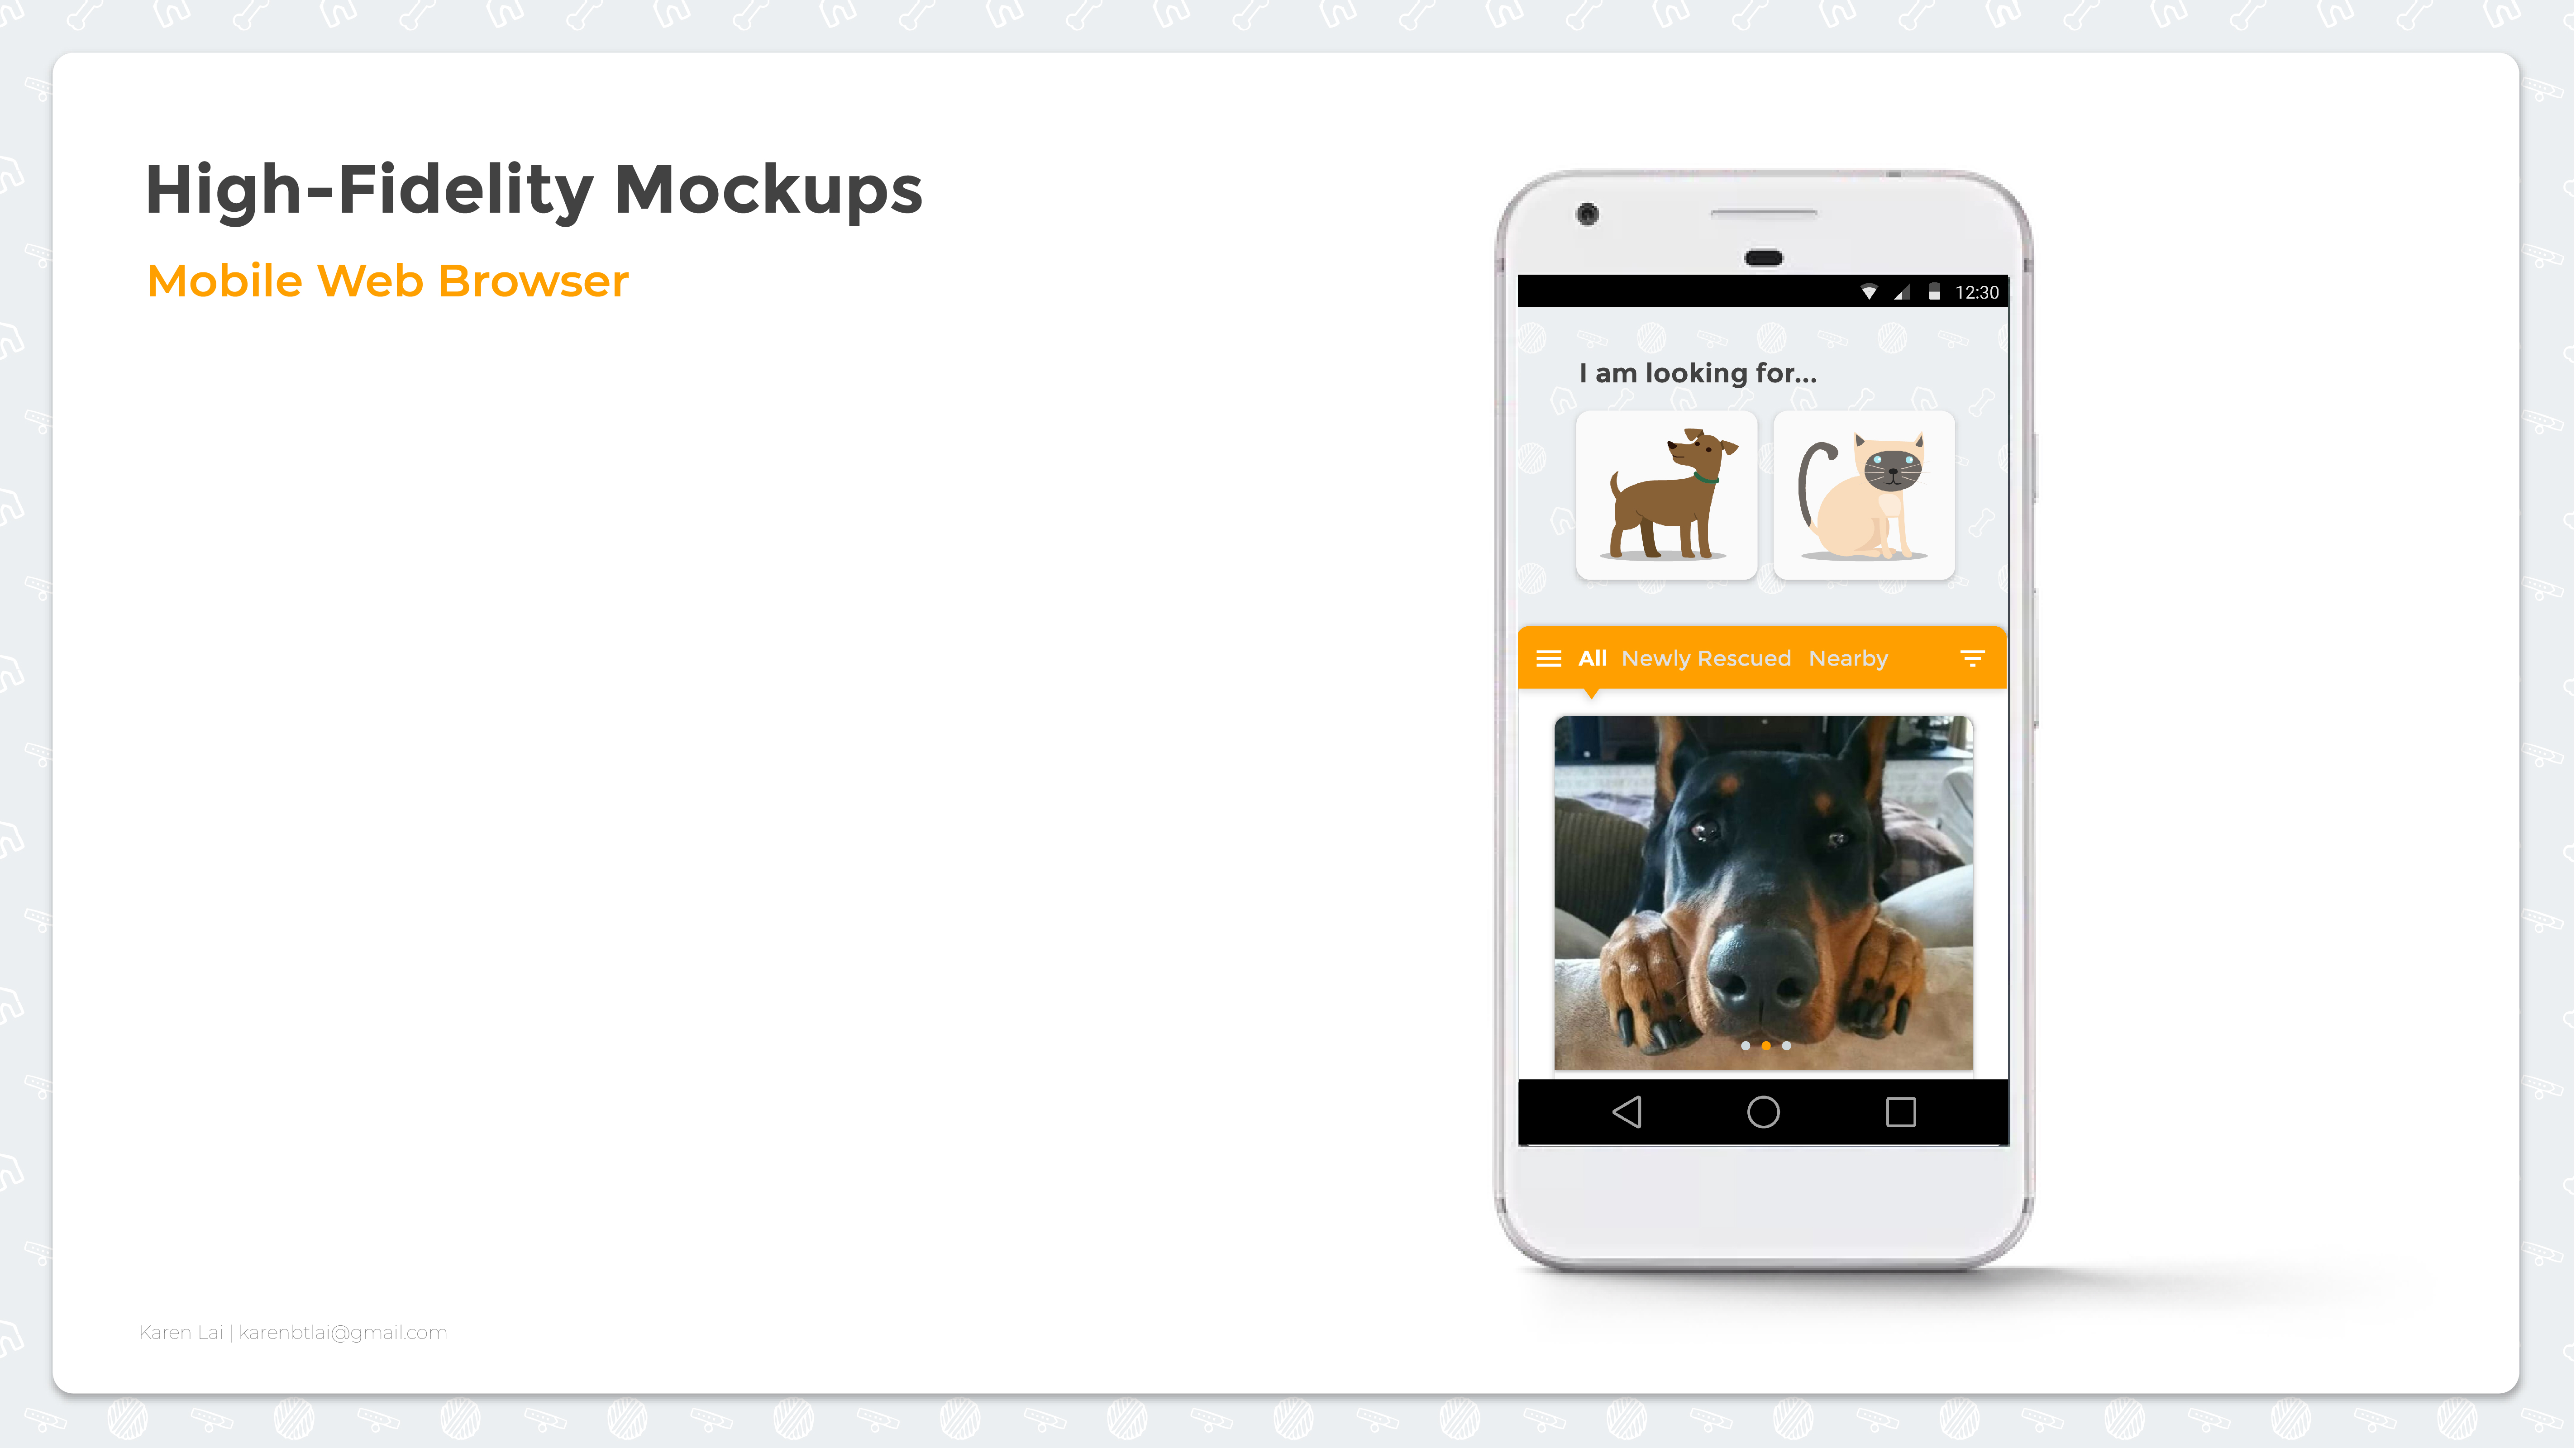 High-Fidelity Mockups
Mobile Web Browser
12:30
I am looking for...
All Newly Rescued Nearby
Karen Lai | karenbtlai@gmail.com